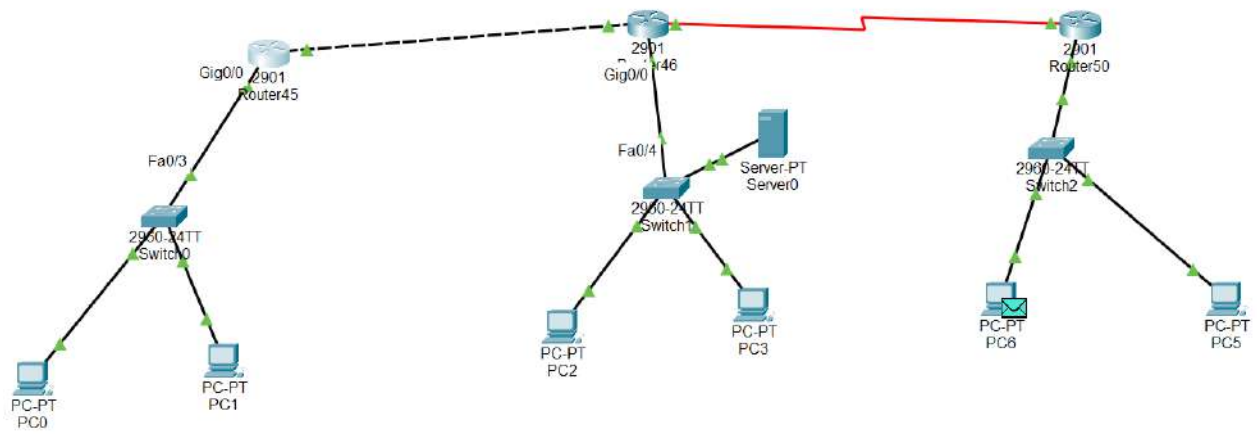 Gig0/0
2901
Router45
2901
Gig0/0
2901
Router50
Fa0/3
Fa0/4
Server-PT
Server0
2960-24TT
Switch0
2960-24TT
Switch1
2960-24TT
Switch2
PC-PT
PC0
PC-PT
PC1
PC-PT
PC2
PC-PT
PC3
PC-PT
PC6
PC-PT
PC5